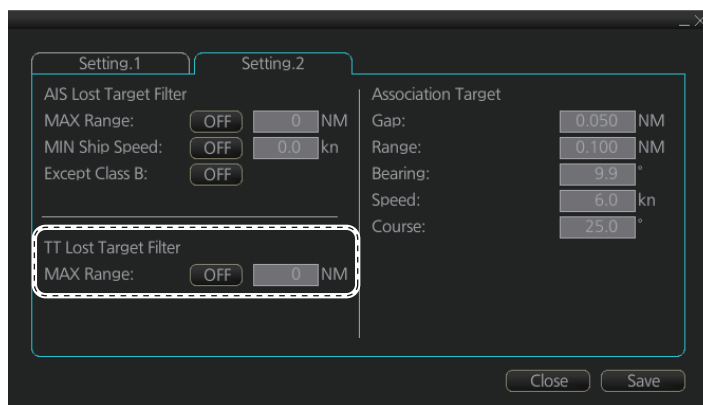 Setting.1
Setting.2
AIS Lost Target Filter
MAX Range: OFF 0 NM
MIN Ship Speed: OFF 0.0 kn
Except Class B: OFF
TT Lost Target Filter
MAX Range: OFF 0 NM
Association Target
Gap: 0.050 NM
Range: 0.100 NM
Bearing: 9.9 °
Speed: 6.0 kn
Course: 25.0 °
Close
Save